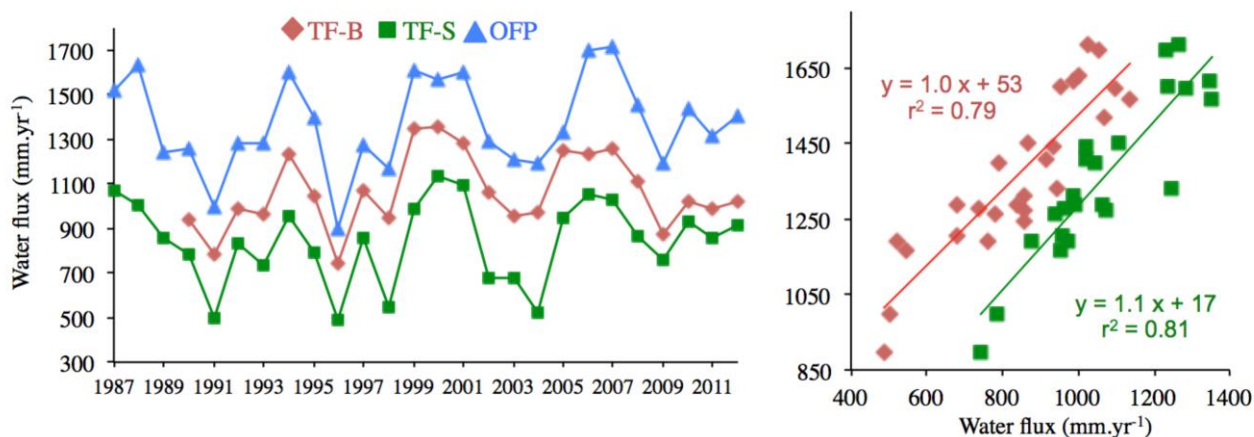 TF-B TF-S OFP
Water flux (mm.yr⁻¹)
1700
1500
1300
1100
900
700
500
300
1987 1989 1991 1993 1995 1997 1999 2001 2003 2005 2007 2009 2011
1650
1450
1250
1050
850
y = 1.0 x + 53
r² = 0.79
y = 1.1 x + 17
r² = 0.81
400 600 800 1000 1200 1400
Water flux (mm.yr⁻¹)